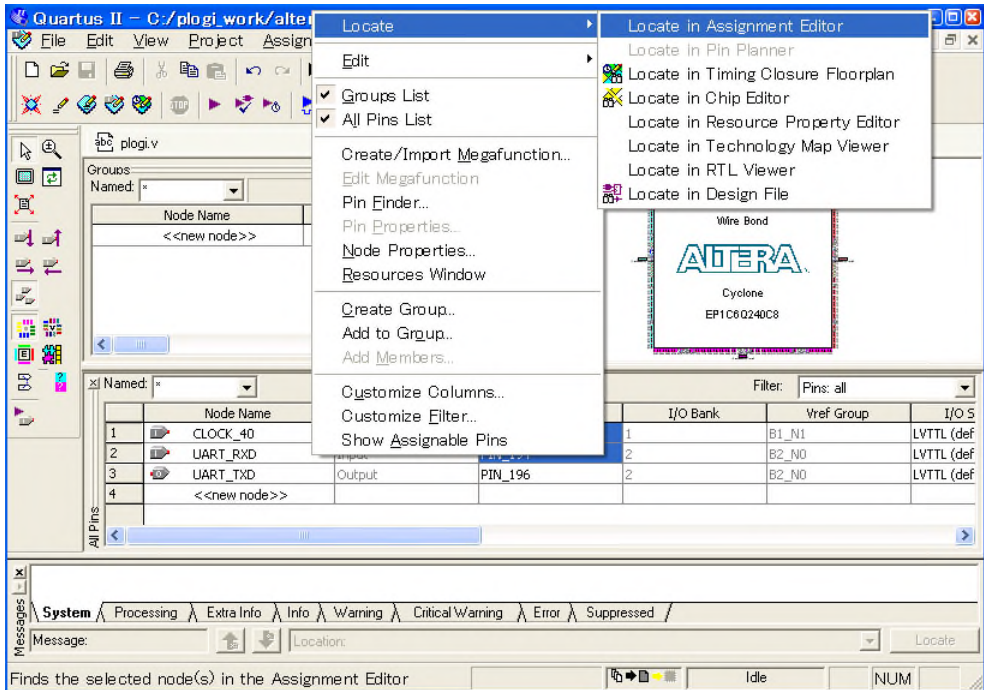 Quartus II - C:/plogi_work/alter
File Edit View Project Assign
abc plogi.v
Groups
Named: *
Node Name
<<new node>>
Locate
Edit
Groups List
All Pins List
Create/Import Megafunction...
Edit Megafunction
Pin Finder...
Pin Properties...
Node Properties...
Resources Window
Create Group...
Add to Group...
Add Members...
Customize Columns...
Customize Filter...
Show Assignable Pins
Locate in Assignment Editor
Locate in Pin Planner
Locate in Timing Closure Floorplan
Locate in Chip Editor
Locate in Resource Property Editor
Locate in Technology Map Viewer
Locate in RTL Viewer
Locate in Design File
STOP
Wire Bond
ALTERA
Cyclone
EP1C6Q240C8
Named: * Filter: Pins: all
Node Name I/O Bank Vref Group I/O S
1 CLOCK_40 1 B1_N1 LVTTL (def
2 UART_RXD Input 2 B2_N0 LVTTL (def
3 UART_TXD Output PIN_196 2 B2_N0 LVTTL (def
4 <<new node>>
All Pins
Messages
System Processing Extra Info Info Warning Critical Warning Error Suppressed
Message: Location: Locate
Finds the selected node(s) in the Assignment Editor Idle NUM